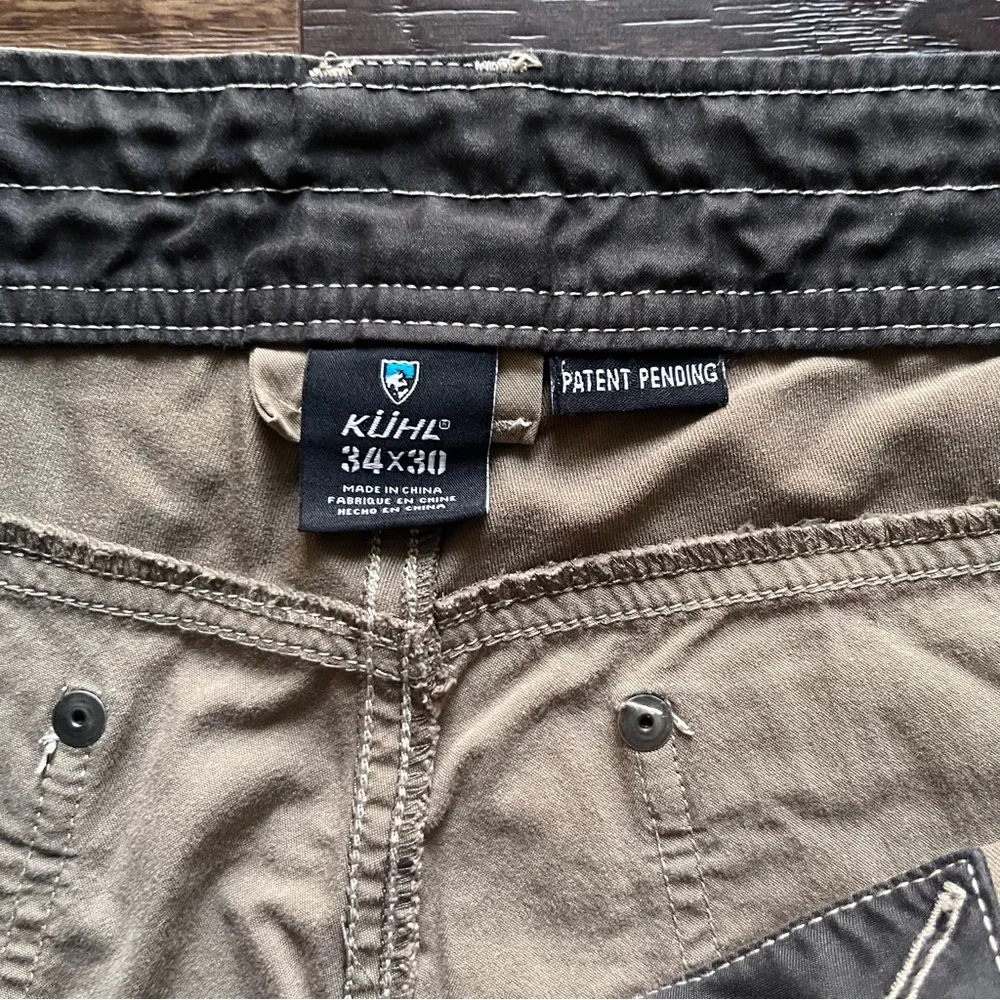 KÜHL®
34X30
MADE IN CHINA
FABRIQUE EN CHINE
HECHO EN CHINA
PATENT PENDING